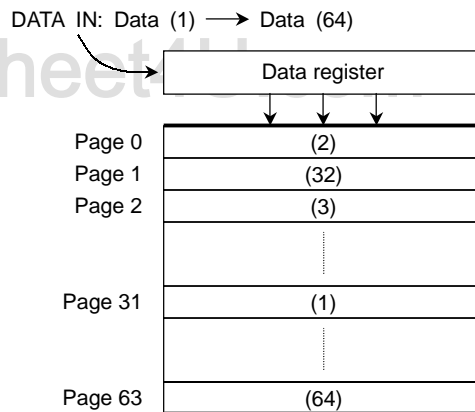 DATA IN: Data (1) → Data (64)
Data register
Page 0 (2)
Page 1 (32)
Page 2 (3)
Page 31 (1)
Page 63 (64)